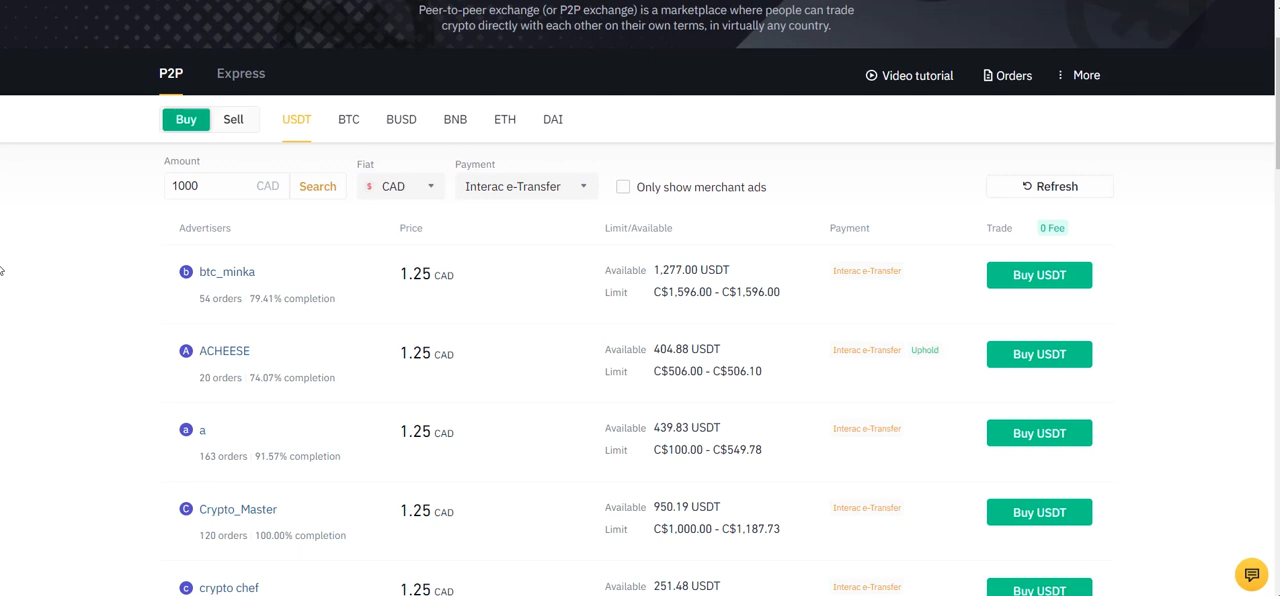 Peer-to-peer exchange (or P2P exchange) is a marketplace where people can trade
crypto directly with each other on their own terms, in virtually any country.
P2P Express Video tutorial Orders More
Buy Sell USDT BTC BUSD BNB ETH DAI
Amount Fiat Payment
1000 CAD Search $ CAD Interac e-Transfer Only show merchant ads Refresh
Advertisers Price Limit/Available Payment Trade 0 Fee
b btc_minka 1.25 CAD Available 1,277.00 USDT Interac e-Transfer Buy USDT
54 orders 79.41% completion Limit C$1,596.00 - C$1,596.00
A ACHEESE 1.25 CAD Available 404.88 USDT Interac e-Transfer Uphold Buy USDT
20 orders 74.07% completion Limit C$506.00 - C$506.10
a a 1.25 CAD Available 439.83 USDT Interac e-Transfer Buy USDT
163 orders 91.57% completion Limit C$100.00 - C$549.78
C Crypto_Master 1.25 CAD Available 950.19 USDT Interac e-Transfer Buy USDT
120 orders 100.00% completion Limit C$1,000.00 - C$1,187.73
c crypto chef 1.25 CAD Available 251.48 USDT Interac e-Transfer Buy USDT